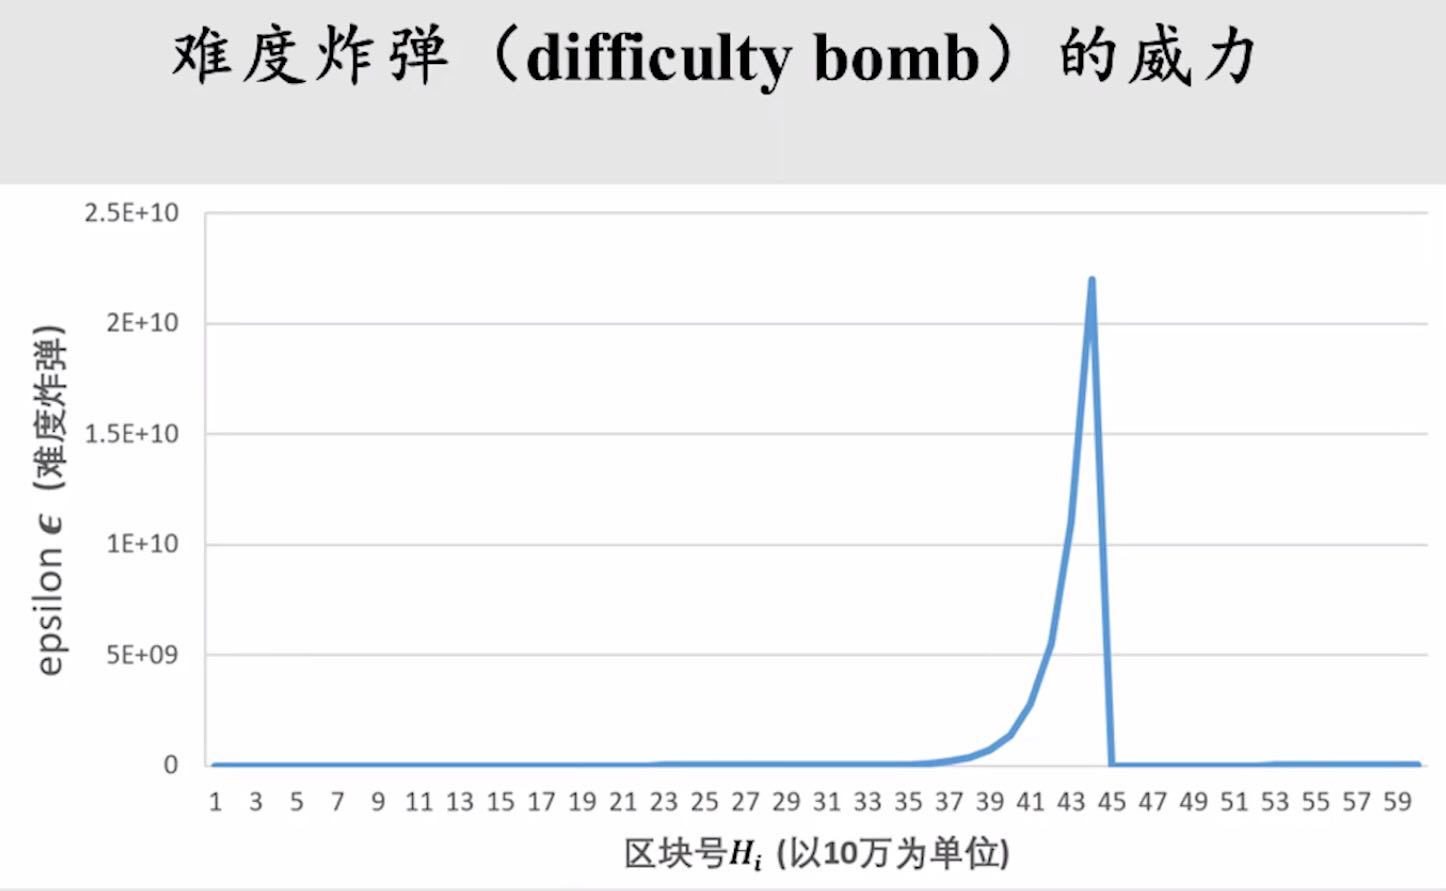 难度炸弹（difficulty bomb）的威力
2.5E+10
2E+10
1.5E+10
1E+10
5E+09
0
epsilon ϵ (难度炸弹)
1 3 5 7 9 11 13 15 17 19 21 23 25 27 29 31 33 35 37 39 41 43 45 47 49 51 53 55 57 59
区块号Hᵢ (以10万为单位)